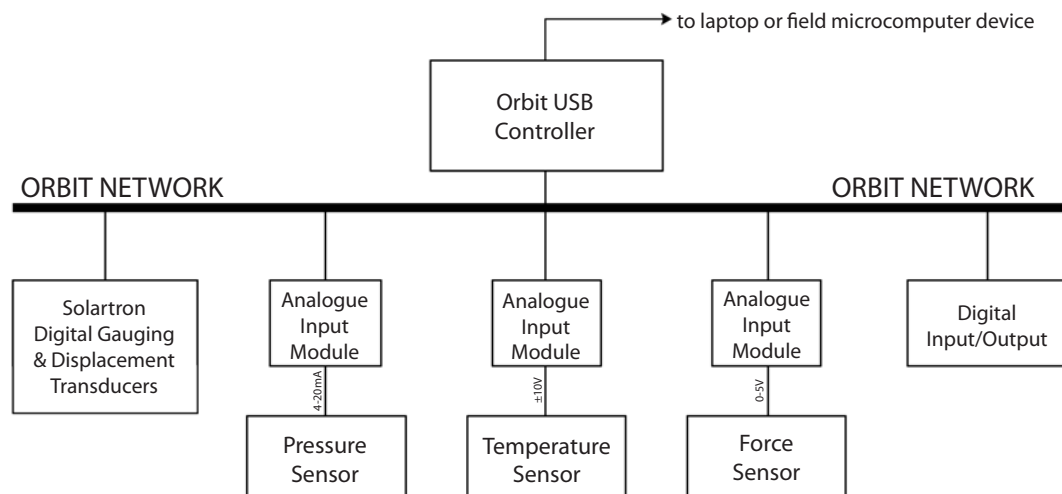 to laptop or field microcomputer device
Orbit USB
Controller
ORBIT NETWORK
ORBIT NETWORK
Solartron
Digital Gauging
& Displacement
Transducers
Analogue
Input
Module
Analogue
Input
Module
Analogue
Input
Module
Digital
Input/Output
4-20mA
±10V
0-5V
Pressure
Sensor
Temperature
Sensor
Force
Sensor